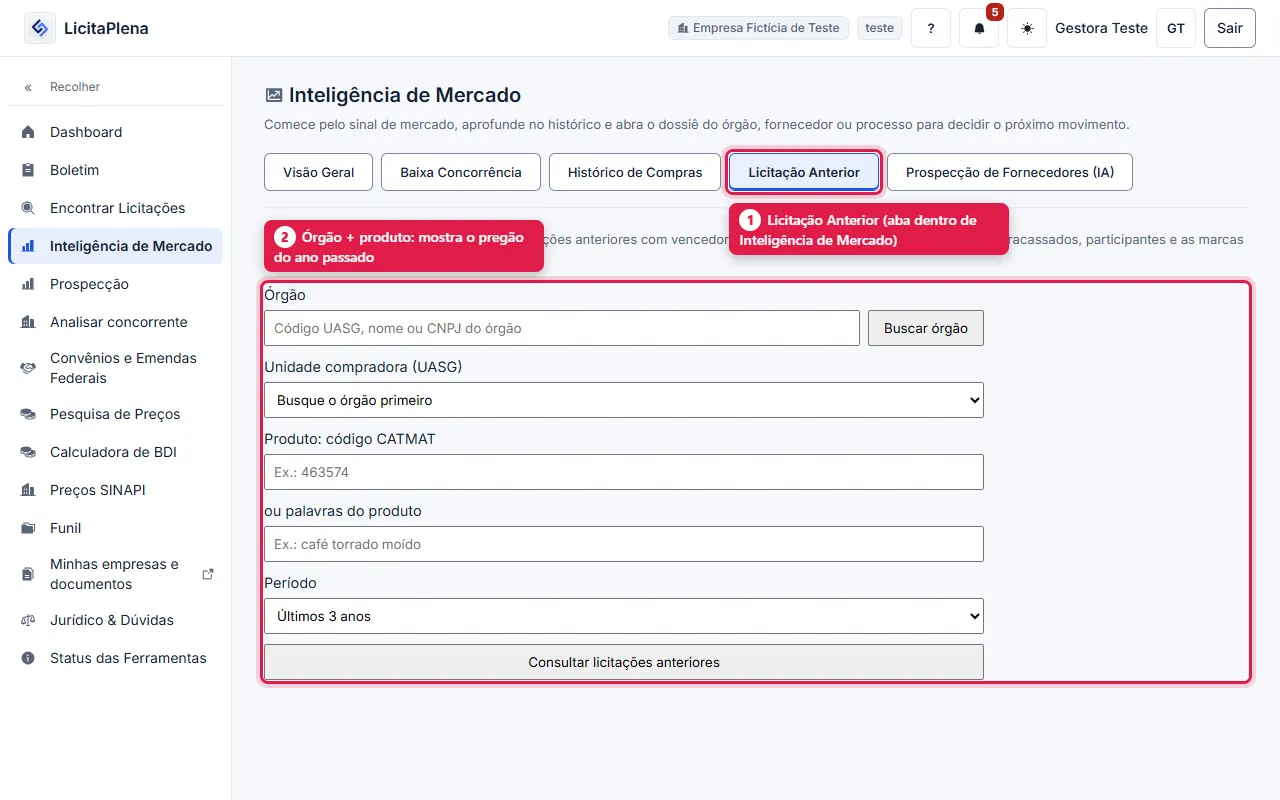 LicitaPlena
Empresa Fictícia de Teste
teste
?
5
Gestora Teste
GT
Sair
« Recolher
Dashboard
Boletim
Encontrar Licitações
Inteligência de Mercado
Prospecção
Analisar concorrente
Convênios e Emendas
Federais
Pesquisa de Preços
Calculadora de BDI
Preços SINAPI
Funil
Minhas empresas e
documentos
Jurídico & Dúvidas
Status das Ferramentas
Inteligência de Mercado
Comece pelo sinal de mercado, aprofunde no histórico e abra o dossiê do órgão, fornecedor ou processo para decidir o próximo movimento.
Visão Geral
Baixa Concorrência
Histórico de Compras
Licitação Anterior
Prospecção de Fornecedores (IA)
1 Licitação Anterior (aba dentro de
Inteligência de Mercado)
2 Órgão + produto: mostra o pregão
do ano passado
anteriores com participantes e as marcas
Órgão
Código UASG, nome ou CNPJ do órgão
Buscar órgão
Unidade compradora (UASG)
Busque o órgão primeiro
Produto: código CATMAT
Ex.: 463574
ou palavras do produto
Ex.: café torrado moído
Período
Últimos 3 anos
Consultar licitações anteriores